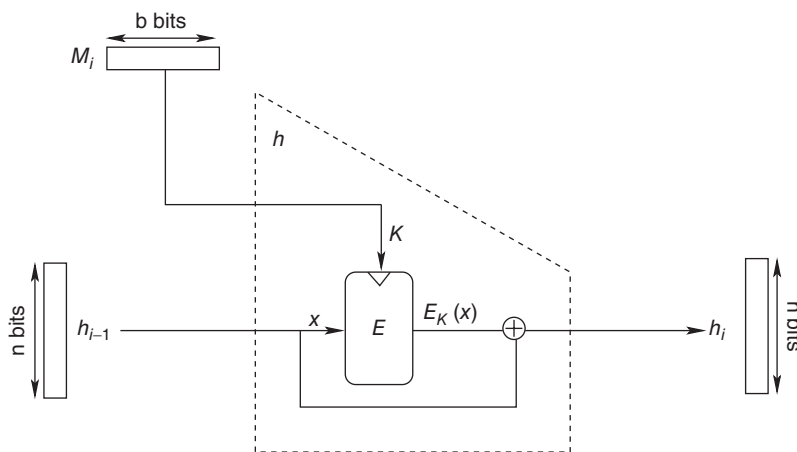 b bits
M_i
h
K
n bits
h_{i–1}
x
E
E_K (x)
h_i
n bits